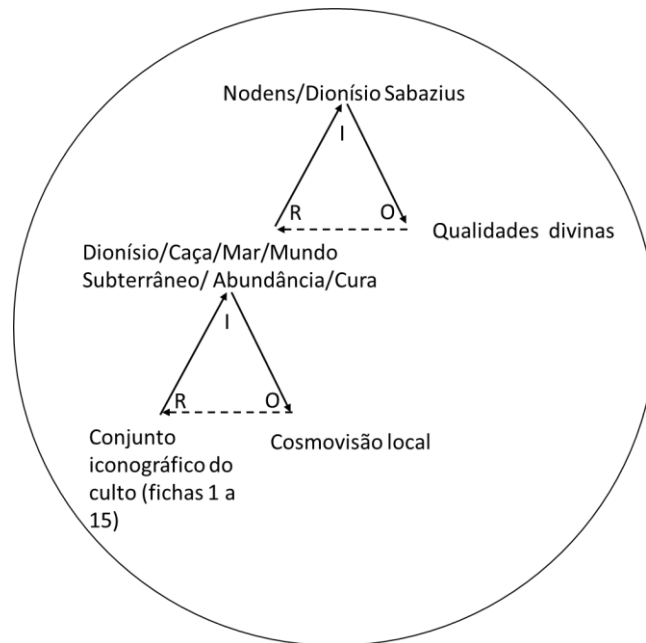 Nodens/Dionísio Sabazius
I
R
O
Qualidades divinas
Dionísio/Caça/Mar/Mundo
Subterrâneo/ Abundância/Cura
I
R
O
Conjunto
iconográfico do
culto (fichas 1 a
15)
Cosmovisão local